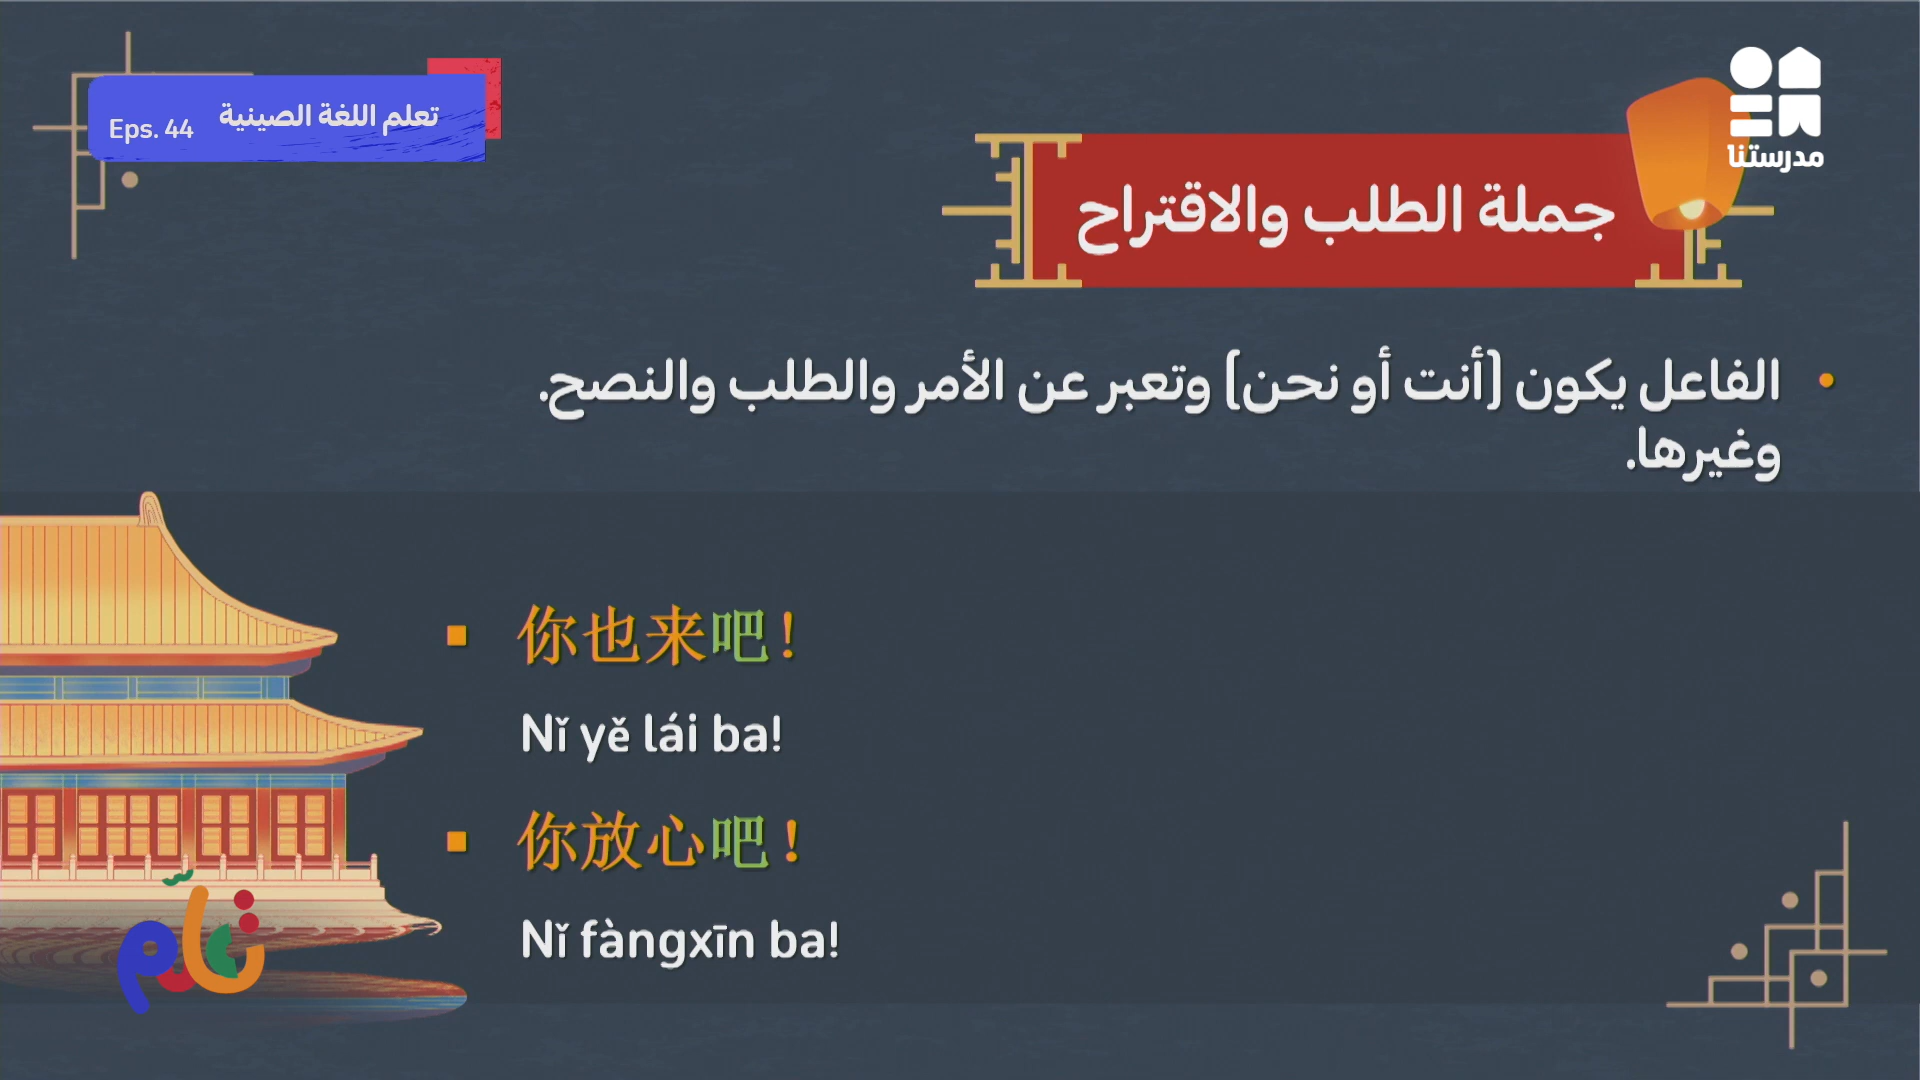 تعلم اللغة الصينية Eps. 44
مدرستنا
جملة الطلب والاقتراح
• الفاعل يكون (أنت أو نحن) وتعبر عن الأمر والطلب والنصح.
وغيرها.
你也来吧！
Nǐ yě lái ba!
你放心吧！
Nǐ fàngxīn ba!
تعلم